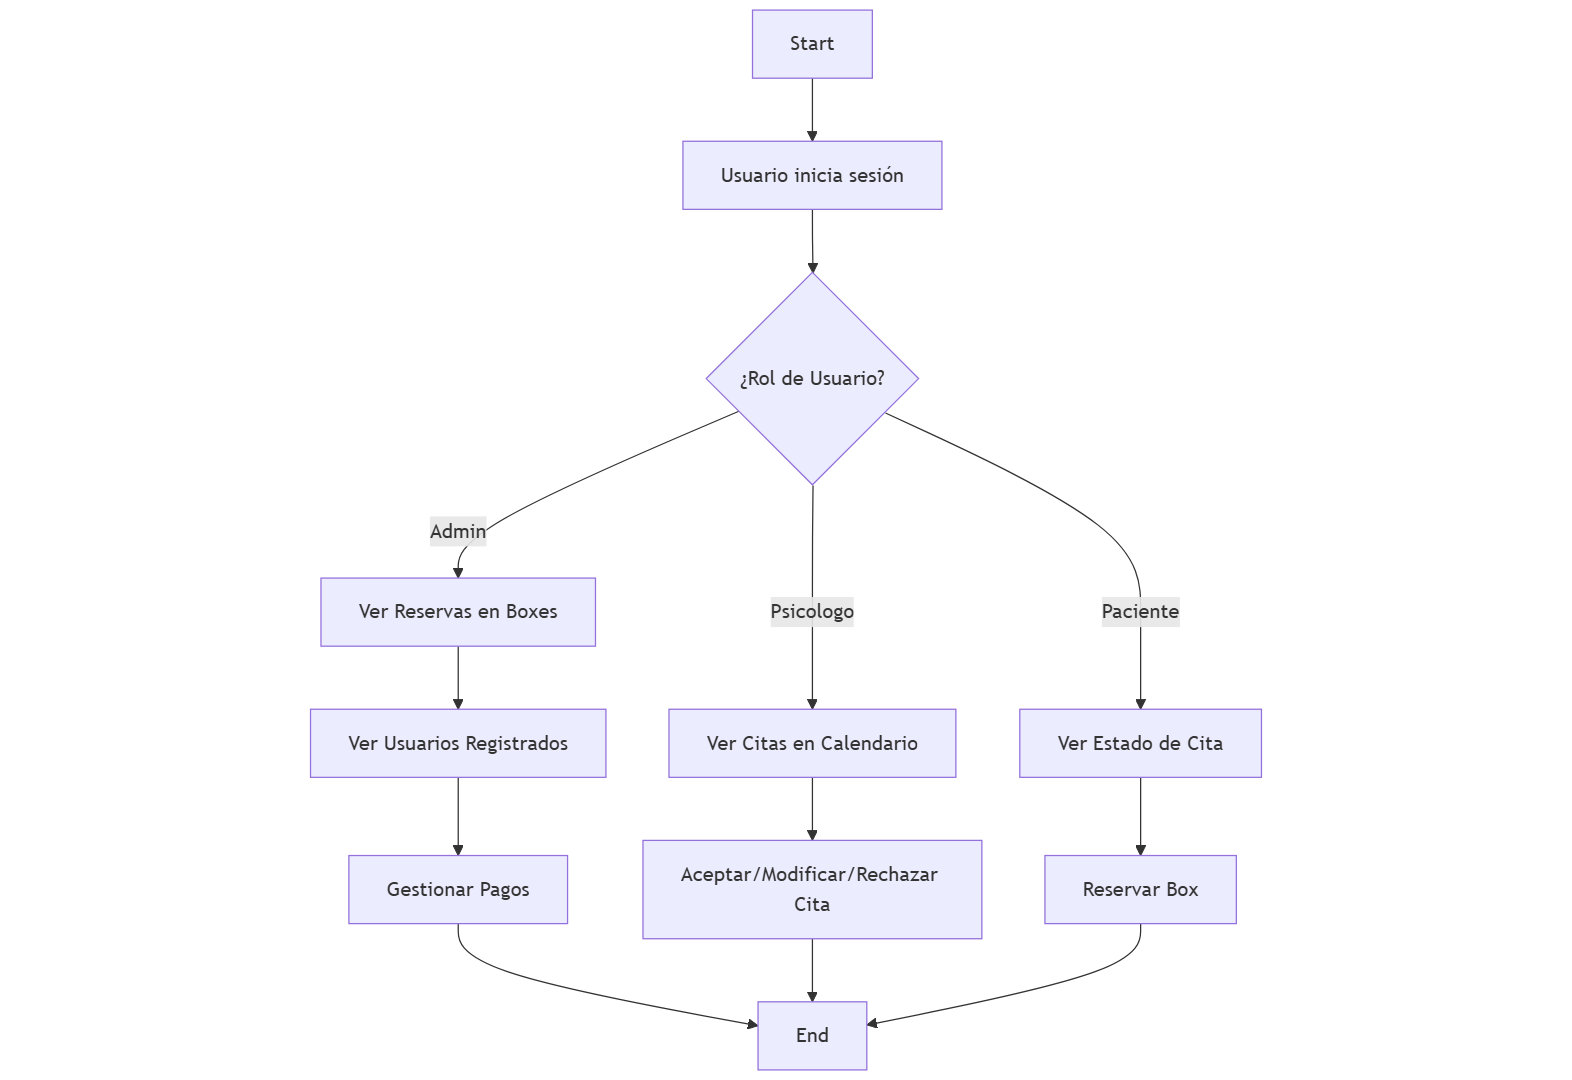 Start
Usuario inicia sesión
¿Rol de Usuario?
Admin
Psicologo
Paciente
Ver Reservas en Boxes
Ver Usuarios Registrados
Ver Citas en Calendario
Ver Estado de Cita
Gestionar Pagos
Aceptar/Modificar/Rechazar
Cita
Reservar Box
End